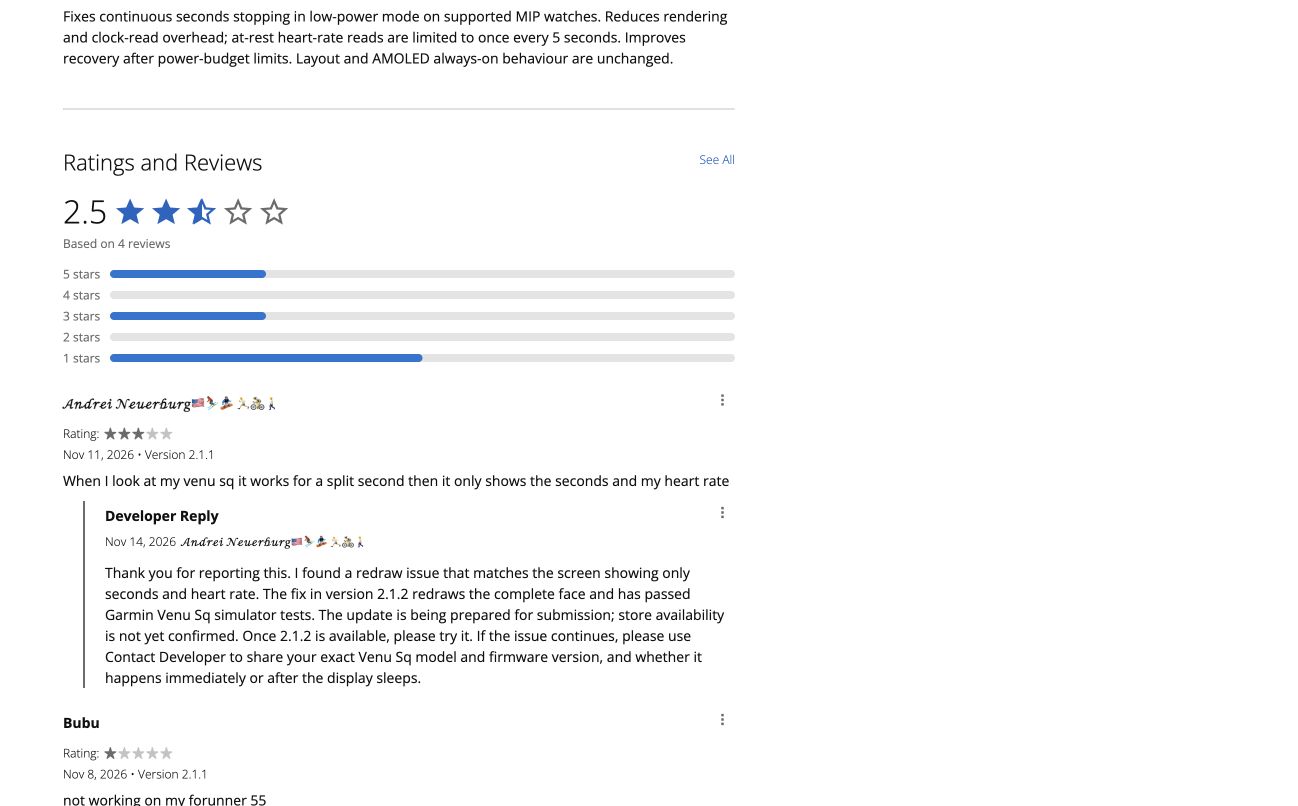 Fixes continuous seconds stopping in low-power mode on supported MIP watches. Reduces rendering
and clock-read overhead; at-rest heart-rate reads are limited to once every 5 seconds. Improves
recovery after power-budget limits. Layout and AMOLED always-on behaviour are unchanged.
Ratings and Reviews
See All
2.5
Based on 4 reviews
5 stars
4 stars
3 stars
2 stars
1 stars
𝓐𝓷𝓭𝓻𝓮𝓲 𝓝𝓮𝓾𝓮𝓻𝓫𝓾𝓻𝓰🇺🇸⛷🏂🏃🚴🚶
Rating:
Nov 11, 2026 • Version 2.1.1
When I look at my venu sq it works for a split second then it only shows the seconds and my heart rate
Developer Reply
Nov 14, 2026 𝓐𝓷𝓭𝓻𝓮𝓲 𝓝𝓮𝓾𝓮𝓻𝓫𝓾𝓻𝓰🇺🇸⛷🏂🏃🚴🚶
Thank you for reporting this. I found a redraw issue that matches the screen showing only
seconds and heart rate. The fix in version 2.1.2 redraws the complete face and has passed
Garmin Venu Sq simulator tests. The update is being prepared for submission; store availability
is not yet confirmed. Once 2.1.2 is available, please try it. If the issue continues, please use
Contact Developer to share your exact Venu Sq model and firmware version, and whether it
happens immediately or after the display sleeps.
Bubu
Rating:
Nov 8, 2026 • Version 2.1.1
not working on my forunner 55